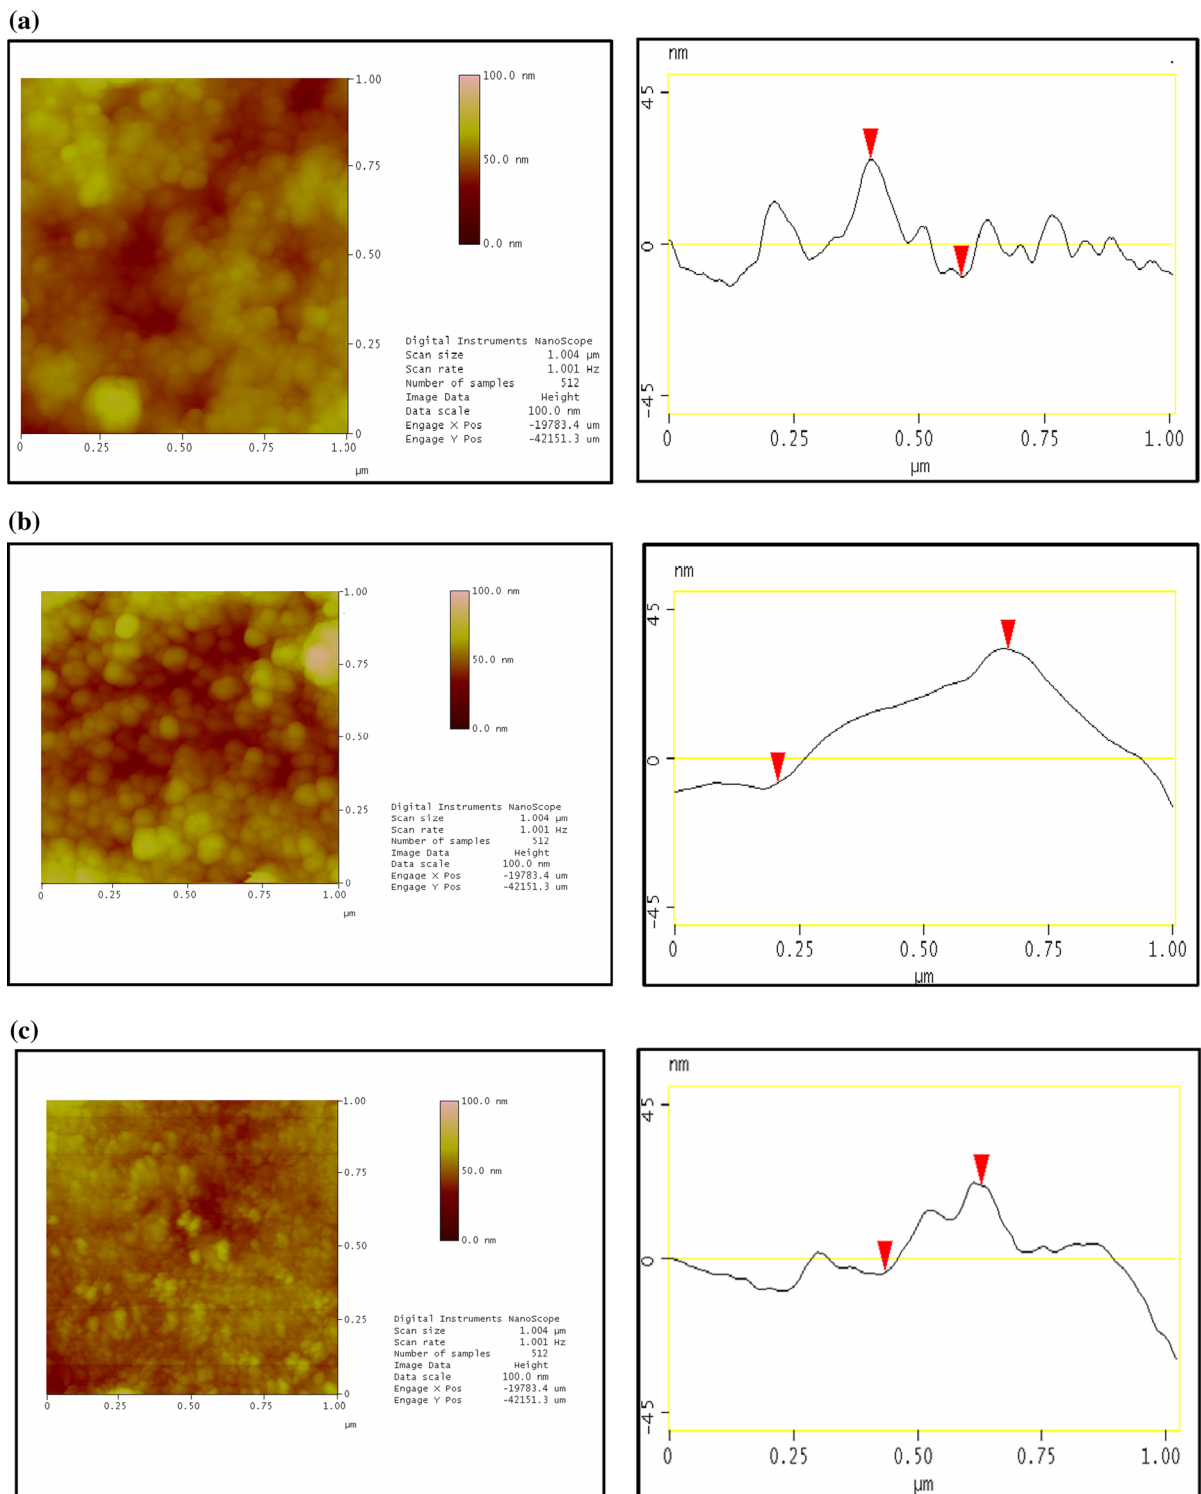 (a)
100.0 nm
50.0 nm
0.0 nm
1.00
0.75
0.50
0.25
0
0
0.25
0.50
0.75
1.00
µm
Digital Instruments NanoScope
Scan size 1.004 µm
Scan rate 1.001 Hz
Number of samples 512
Image Data Height
Data scale 100.0 nm
Engage X Pos -19783.4 um
Engage Y Pos -42151.3 um
nm
45
0
-45
0
0.25
0.50
0.75
1.00
µm
(b)
100.0 nm
50.0 nm
0.0 nm
1.00
0.75
0.50
0.25
0
0
0.25
0.50
0.75
1.00
µm
Digital Instruments NanoScope
Scan size 1.004 µm
Scan rate 1.001 Hz
Number of samples 512
Image Data Height
Data scale 100.0 nm
Engage X Pos -19783.4 um
Engage Y Pos -42151.3 um
nm
45
0
-45
0
0.25
0.50
0.75
1.00
µm
(c)
100.0 nm
50.0 nm
0.0 nm
1.00
0.75
0.50
0.25
0
0
0.25
0.50
0.75
1.00
µm
Digital Instruments NanoScope
Scan size 1.004 µm
Scan rate 1.001 Hz
Number of samples 512
Image Data Height
Data scale 100.0 nm
Engage X Pos -19783.4 um
Engage Y Pos -42151.3 um
nm
45
0
-45
0
0.25
0.50
0.75
1.00
µm